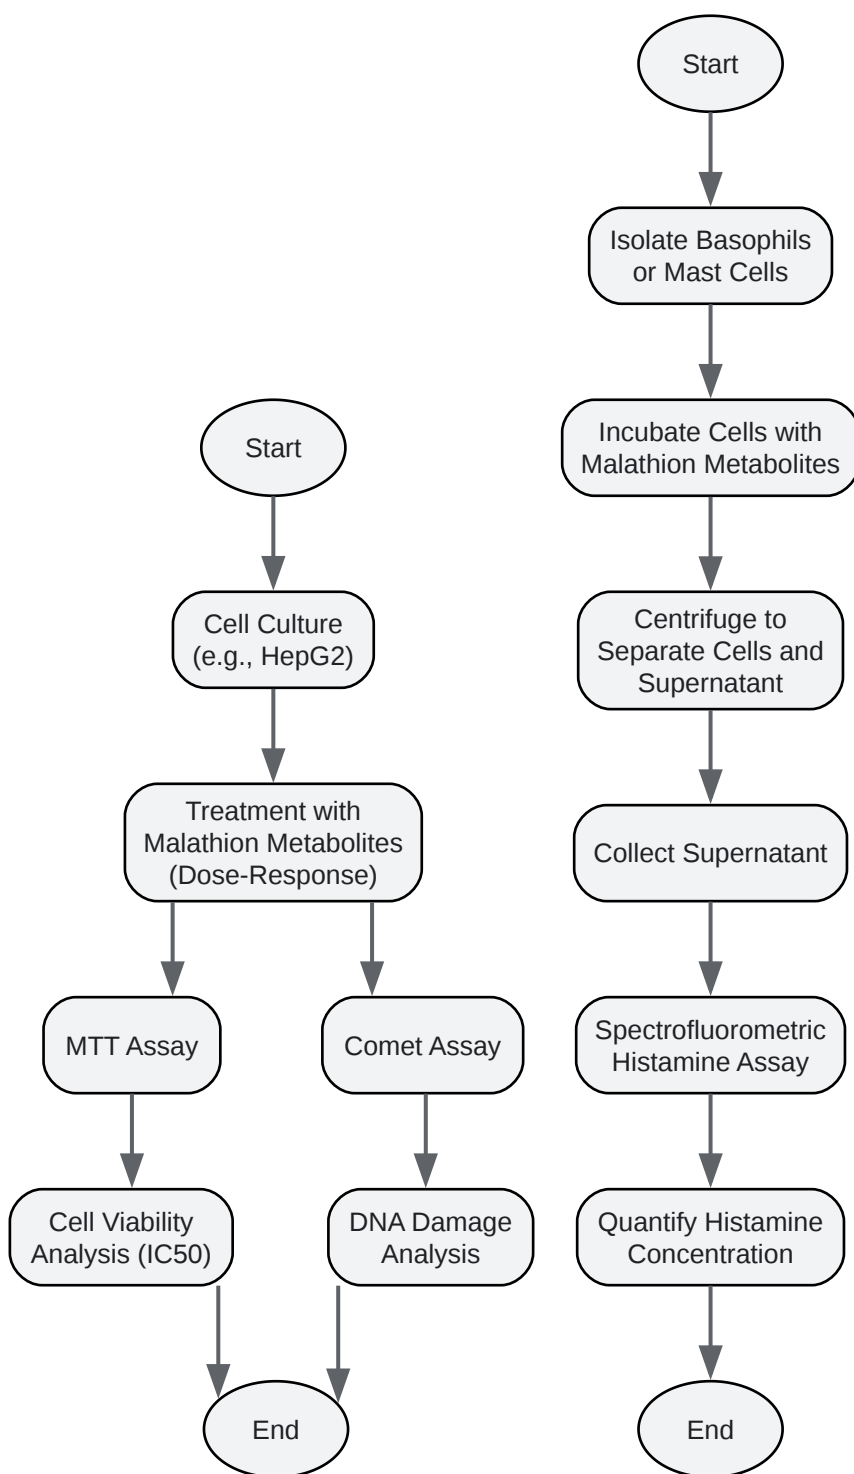 Start
Cell Culture
(e.g., HepG2)
Treatment with
Malathion Metabolites
(Dose-Response)
MTT Assay
Comet Assay
Cell Viability
Analysis (IC50)
DNA Damage
Analysis
End
Start
Isolate Basophils
or Mast Cells
Incubate Cells with
Malathion Metabolites
Centrifuge to
Separate Cells and
Supernatant
Collect Supernatant
Spectrofluorometric
Histamine Assay
Quantify Histamine
Concentration
End